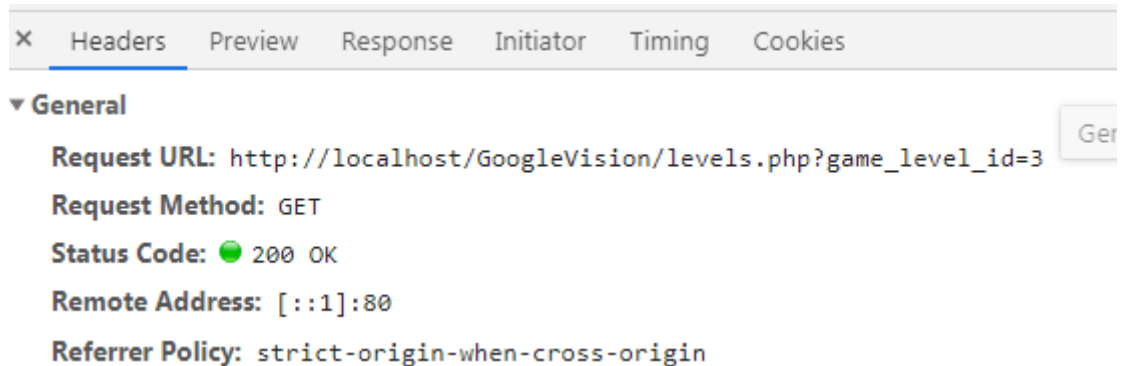 × Headers Preview Response Initiator Timing Cookies
▼ General
Request URL: http://localhost/GoogleVision/levels.php?game_level_id=3
Ger
Request Method: GET
Status Code: 200 OK
Remote Address: [::1]:80
Referrer Policy: strict-origin-when-cross-origin